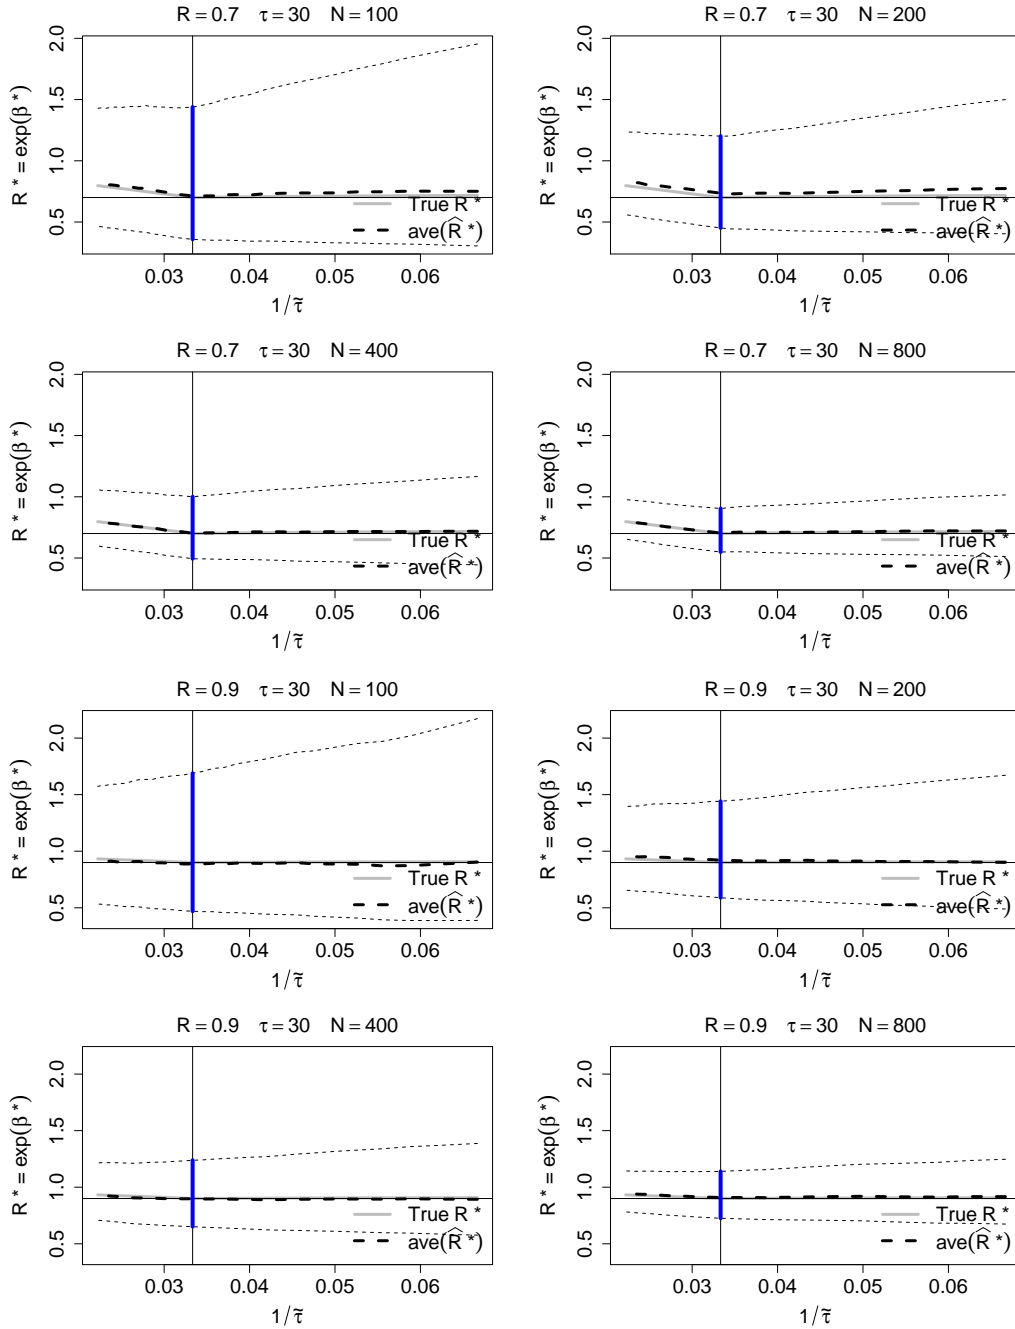 R = 0.7 τ = 30 N = 100
R * = exp(β *)
2.0
1.5
1.0
0.5
True R *
ave(R̂ *)
0.03 0.04 0.05 0.06
1/τ̃
R = 0.7 τ = 30 N = 200
R * = exp(β *)
2.0
1.5
1.0
0.5
True R *
ave(R̂ *)
0.03 0.04 0.05 0.06
1/τ̃
R = 0.7 τ = 30 N = 400
R * = exp(β *)
2.0
1.5
1.0
0.5
True R *
ave(R̂ *)
0.03 0.04 0.05 0.06
1/τ̃
R = 0.7 τ = 30 N = 800
R * = exp(β *)
2.0
1.5
1.0
0.5
True R *
ave(R̂ *)
0.03 0.04 0.05 0.06
1/τ̃
R = 0.9 τ = 30 N = 100
R * = exp(β *)
2.0
1.5
1.0
0.5
True R *
ave(R̂ *)
0.03 0.04 0.05 0.06
1/τ̃
R = 0.9 τ = 30 N = 200
R * = exp(β *)
2.0
1.5
1.0
0.5
True R *
ave(R̂ *)
0.03 0.04 0.05 0.06
1/τ̃
R = 0.9 τ = 30 N = 400
R * = exp(β *)
2.0
1.5
1.0
0.5
True R *
ave(R̂ *)
0.03 0.04 0.05 0.06
1/τ̃
R = 0.9 τ = 30 N = 800
R * = exp(β *)
2.0
1.5
1.0
0.5
True R *
ave(R̂ *)
0.03 0.04 0.05 0.06
1/τ̃